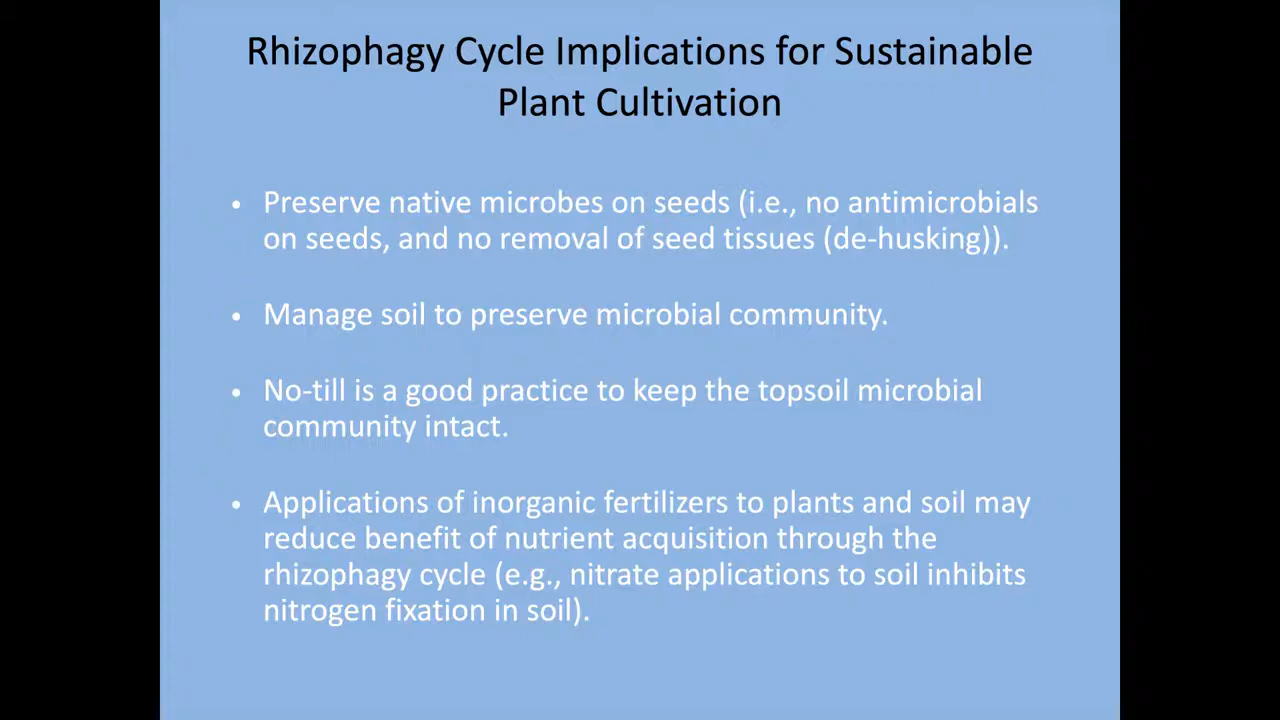 Rhizophagy Cycle Implications for Sustainable
Plant Cultivation
• Preserve native microbes on seeds (i.e., no antimicrobials
on seeds, and no removal of seed tissues (de-husking)).
• Manage soil to preserve microbial community.
• No-till is a good practice to keep the topsoil microbial
community intact.
• Applications of inorganic fertilizers to plants and soil may
reduce benefit of nutrient acquisition through the
rhizophagy cycle (e.g., nitrate applications to soil inhibits
nitrogen fixation in soil).